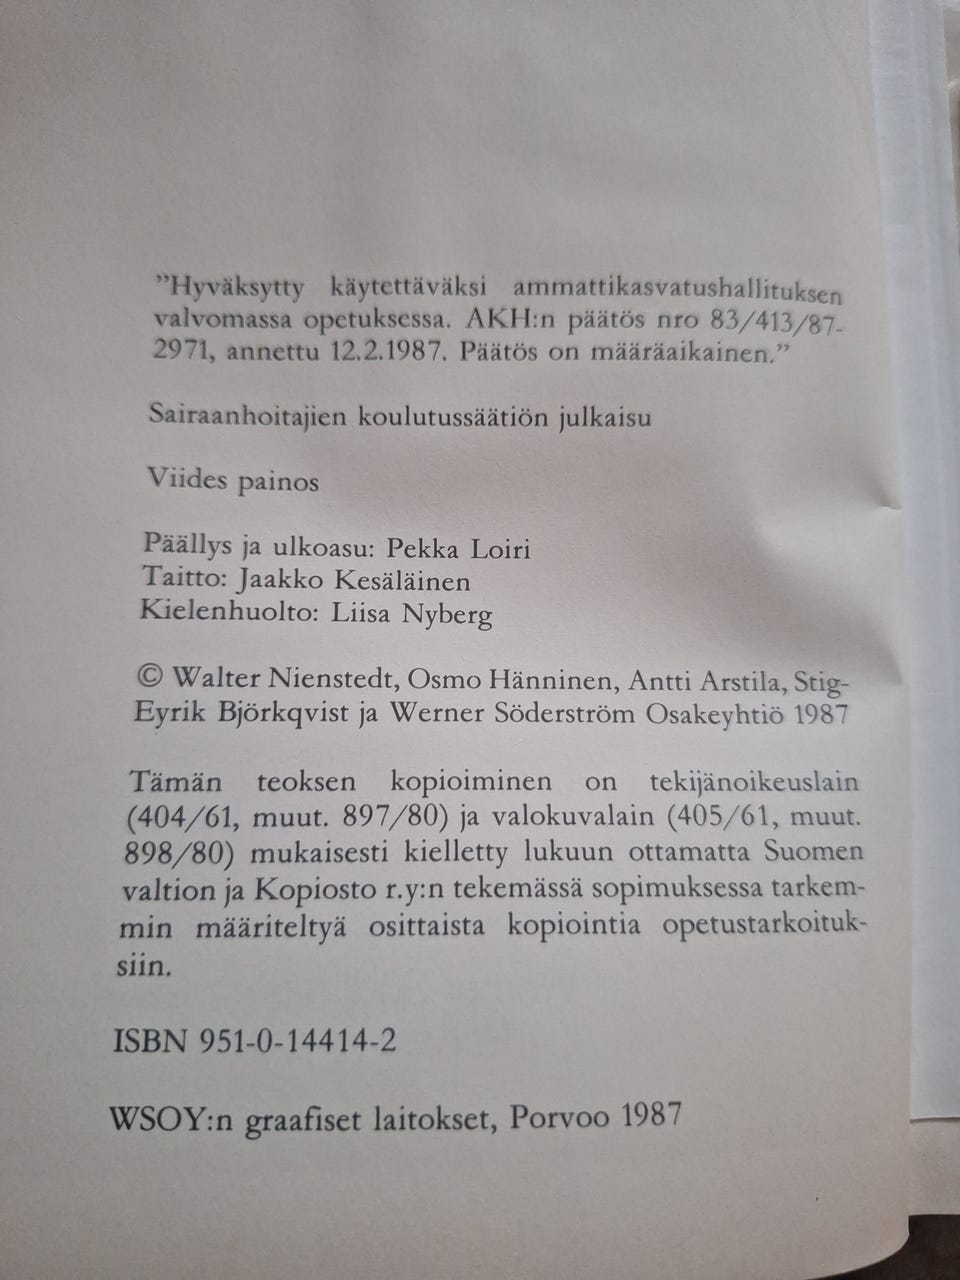 ”Hyväksytty käytettäväksi ammattikasvatushallituksen
valvomassa opetuksessa. AKH:n päätös nro 83/413/87-
2971, annettu 12.2.1987. Päätös on määräaikainen.”
Sairaanhoitajien koulutussäätiön julkaisu
Viides painos
Päällys ja ulkoasu: Pekka Loiri
Taitto: Jaakko Kesäläinen
Kielenhuolto: Liisa Nyberg
© Walter Nienstedt, Osmo Hänninen, Antti Arstila, Stig-
Eyrik Björkqvist ja Werner Söderström Osakeyhtiö 1987
Tämän teoksen kopioiminen on tekijänoikeuslain
(404/61, muut. 897/80) ja valokuvalain (405/61, muut.
898/80) mukaisesti kielletty lukuun ottamatta Suomen
valtion ja Kopiosto r.y:n tekemässä sopimuksessa tarkem-
min määriteltyä osittaista kopiointia opetustarkoituk-
siin.
ISBN 951-0-14414-2
WSOY:n graafiset laitokset, Porvoo 1987